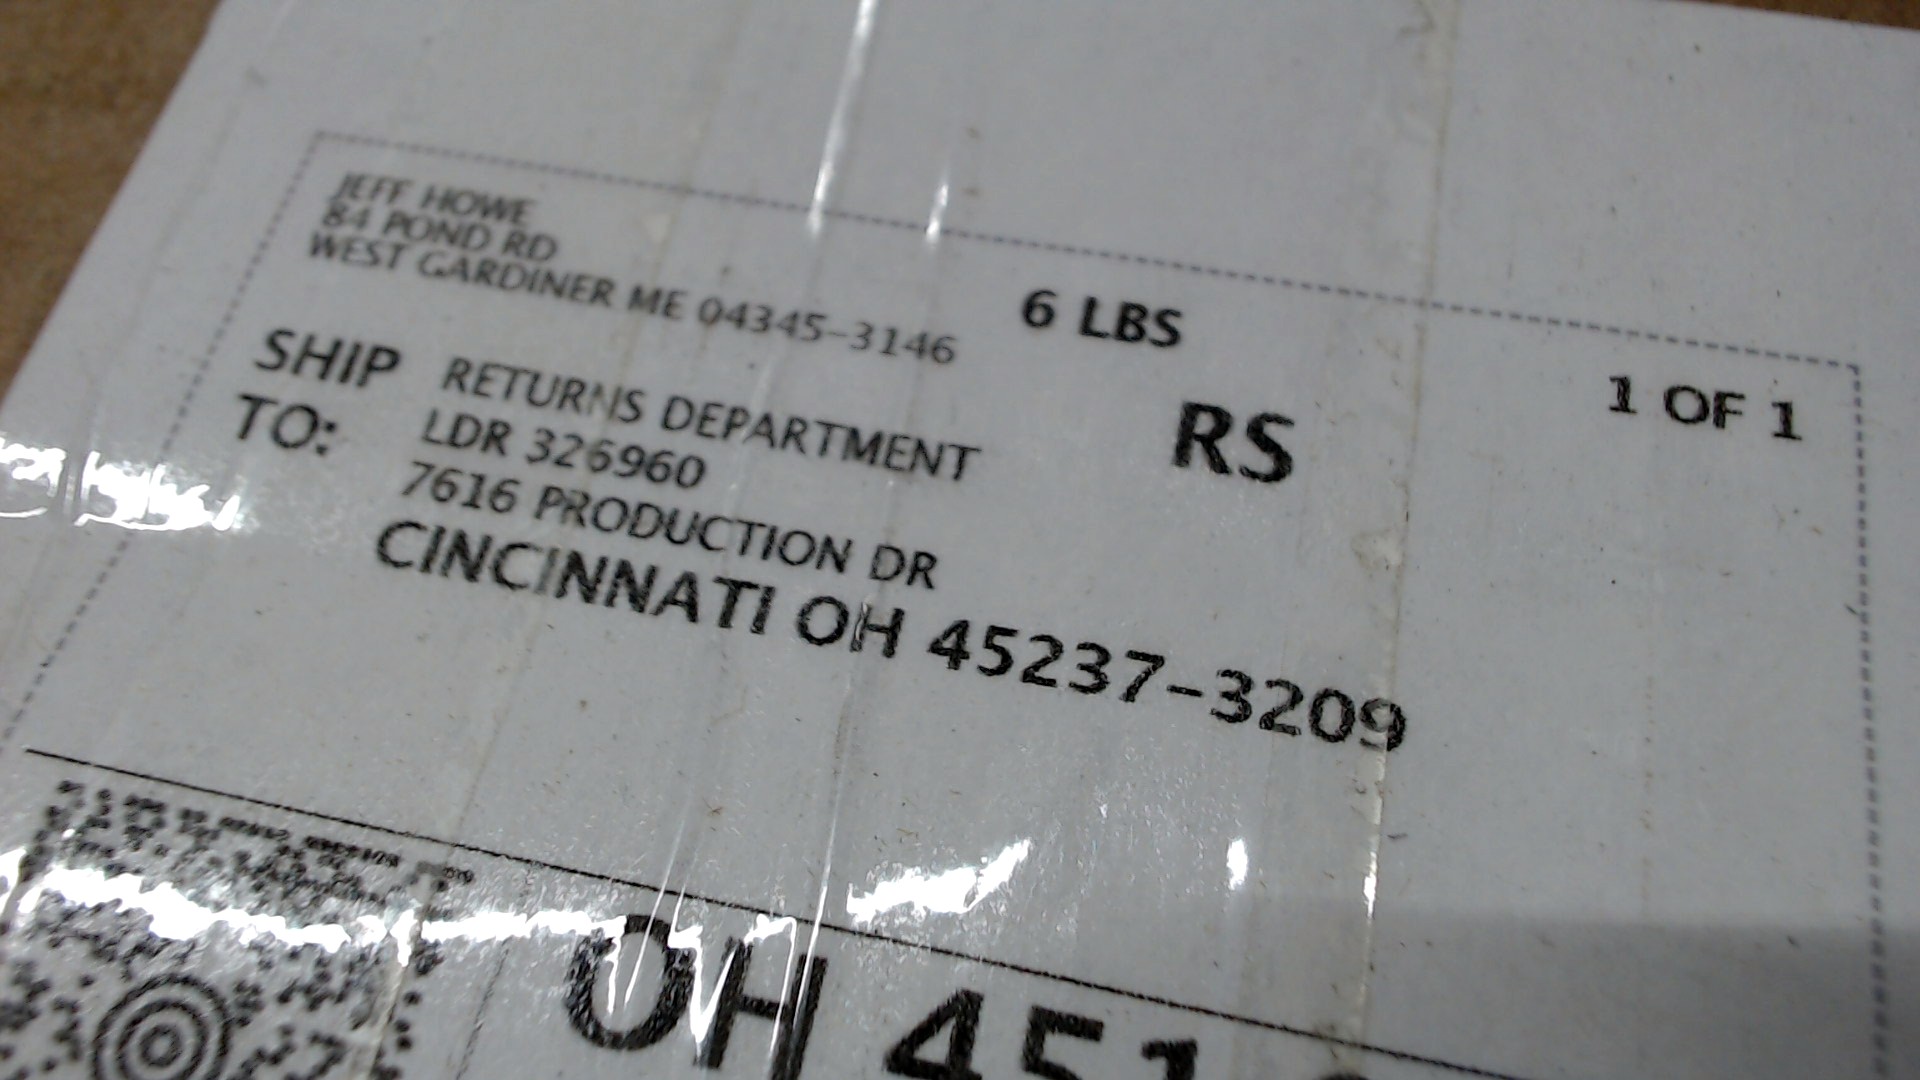 JEFF HOWE
84 POND RD
WEST GARDINER ME 04345-3146
6 LBS
1 OF 1
RS
SHIP TO:
RETURNS DEPARTMENT
LDR 326960
7616 PRODUCTION DR
CINCINNATI OH 45237-3209
OH 451